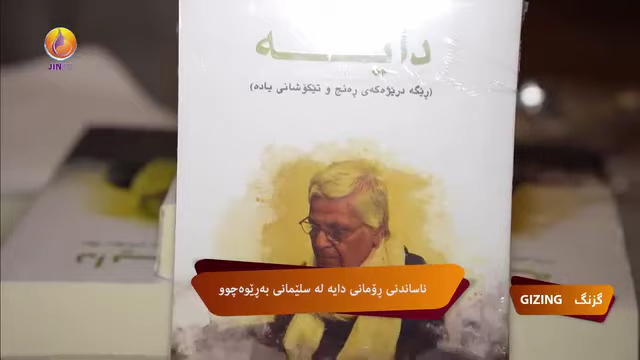 JIN
دایە
(ڕێگە درێژەکەی ڕەنج و تێکۆشانی یادە)
ناساندنی ڕۆمانی دایە لە سلێمانی بەڕێوەچوو
گزنگ GIZING